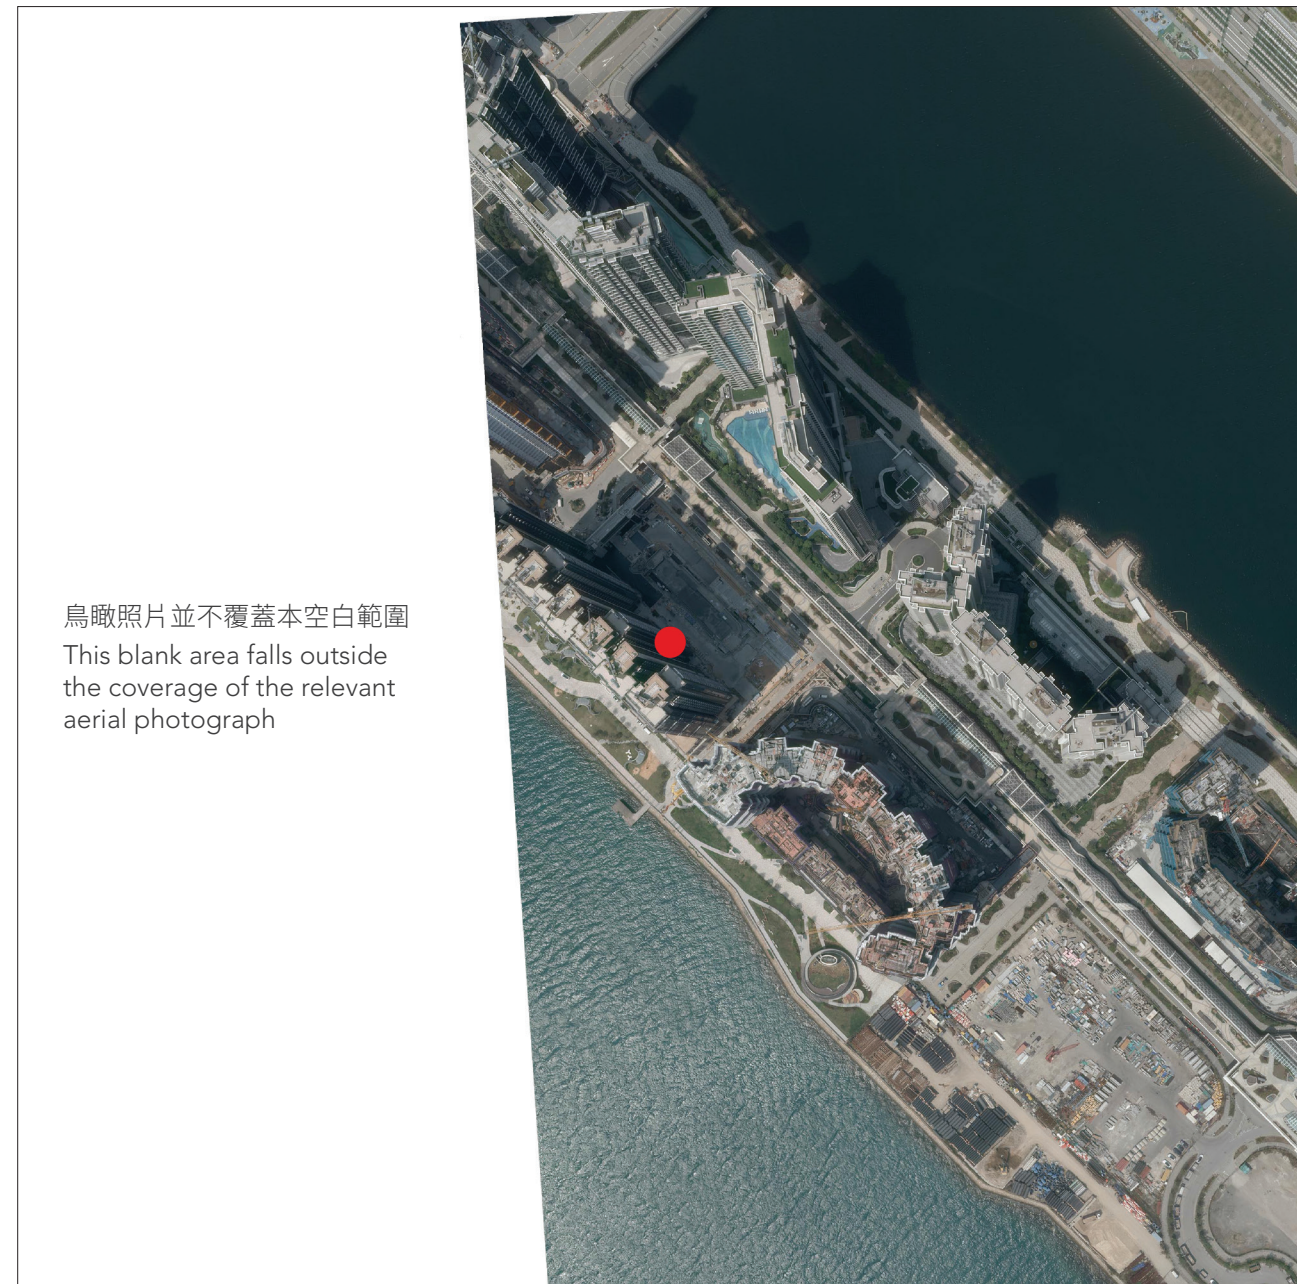 鳥瞰照片並不覆蓋本空白範圍
This blank area falls outside
the coverage of the relevant
aerial photograph